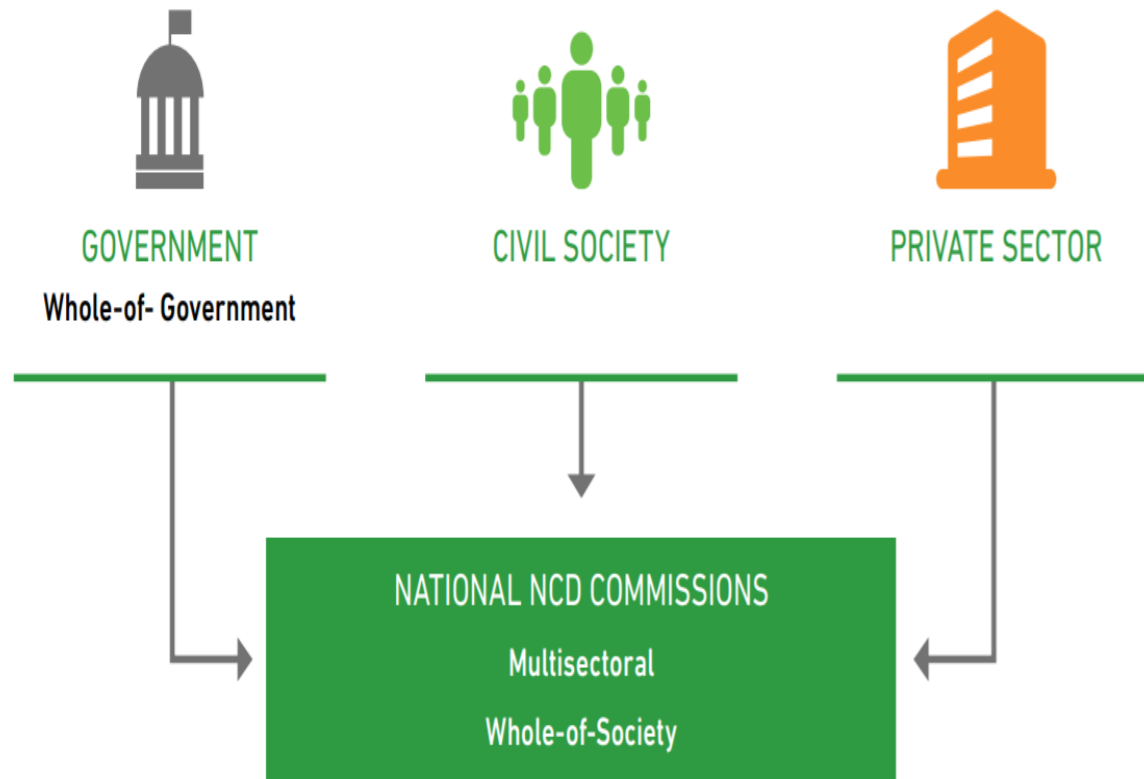 GOVERNMENT
Whole-of- Government
CIVIL SOCIETY
PRIVATE SECTOR
NATIONAL NCD COMMISSIONS
Multisectoral
Whole-of-Society